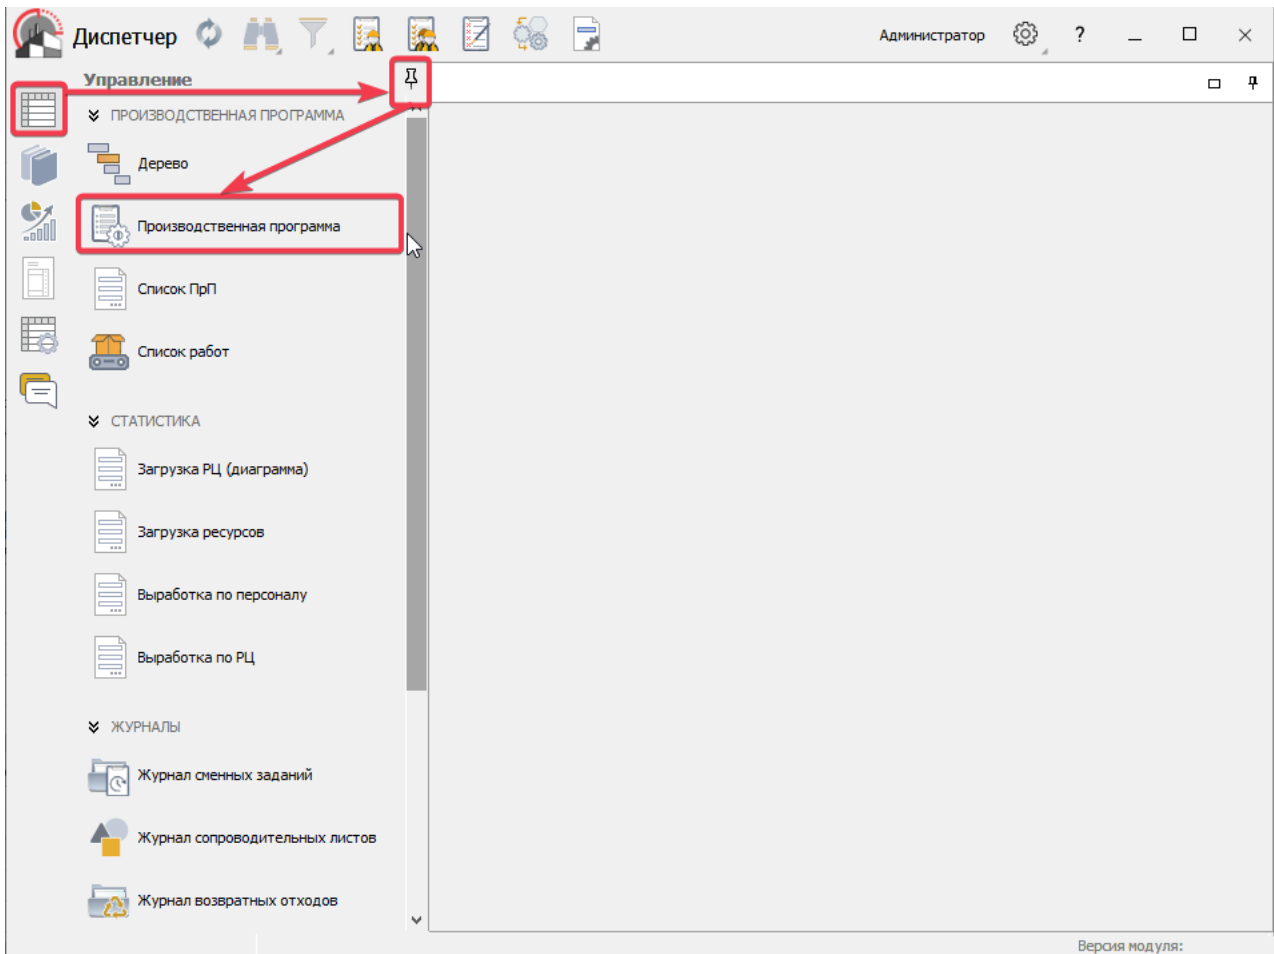 Диспетчер
Администратор
?
Управление
ПРОИЗВОДСТВЕННАЯ ПРОГРАММА
Дерево
Производственная программа
Список ПрП
Список работ
СТАТИСТИКА
Загрузка РЦ (диаграмма)
Загрузка ресурсов
Выработка по персоналу
Выработка по РЦ
ЖУРНАЛЫ
Журнал сменных заданий
Журнал сопроводительных листов
Журнал возвратных отходов
Версия модуля: